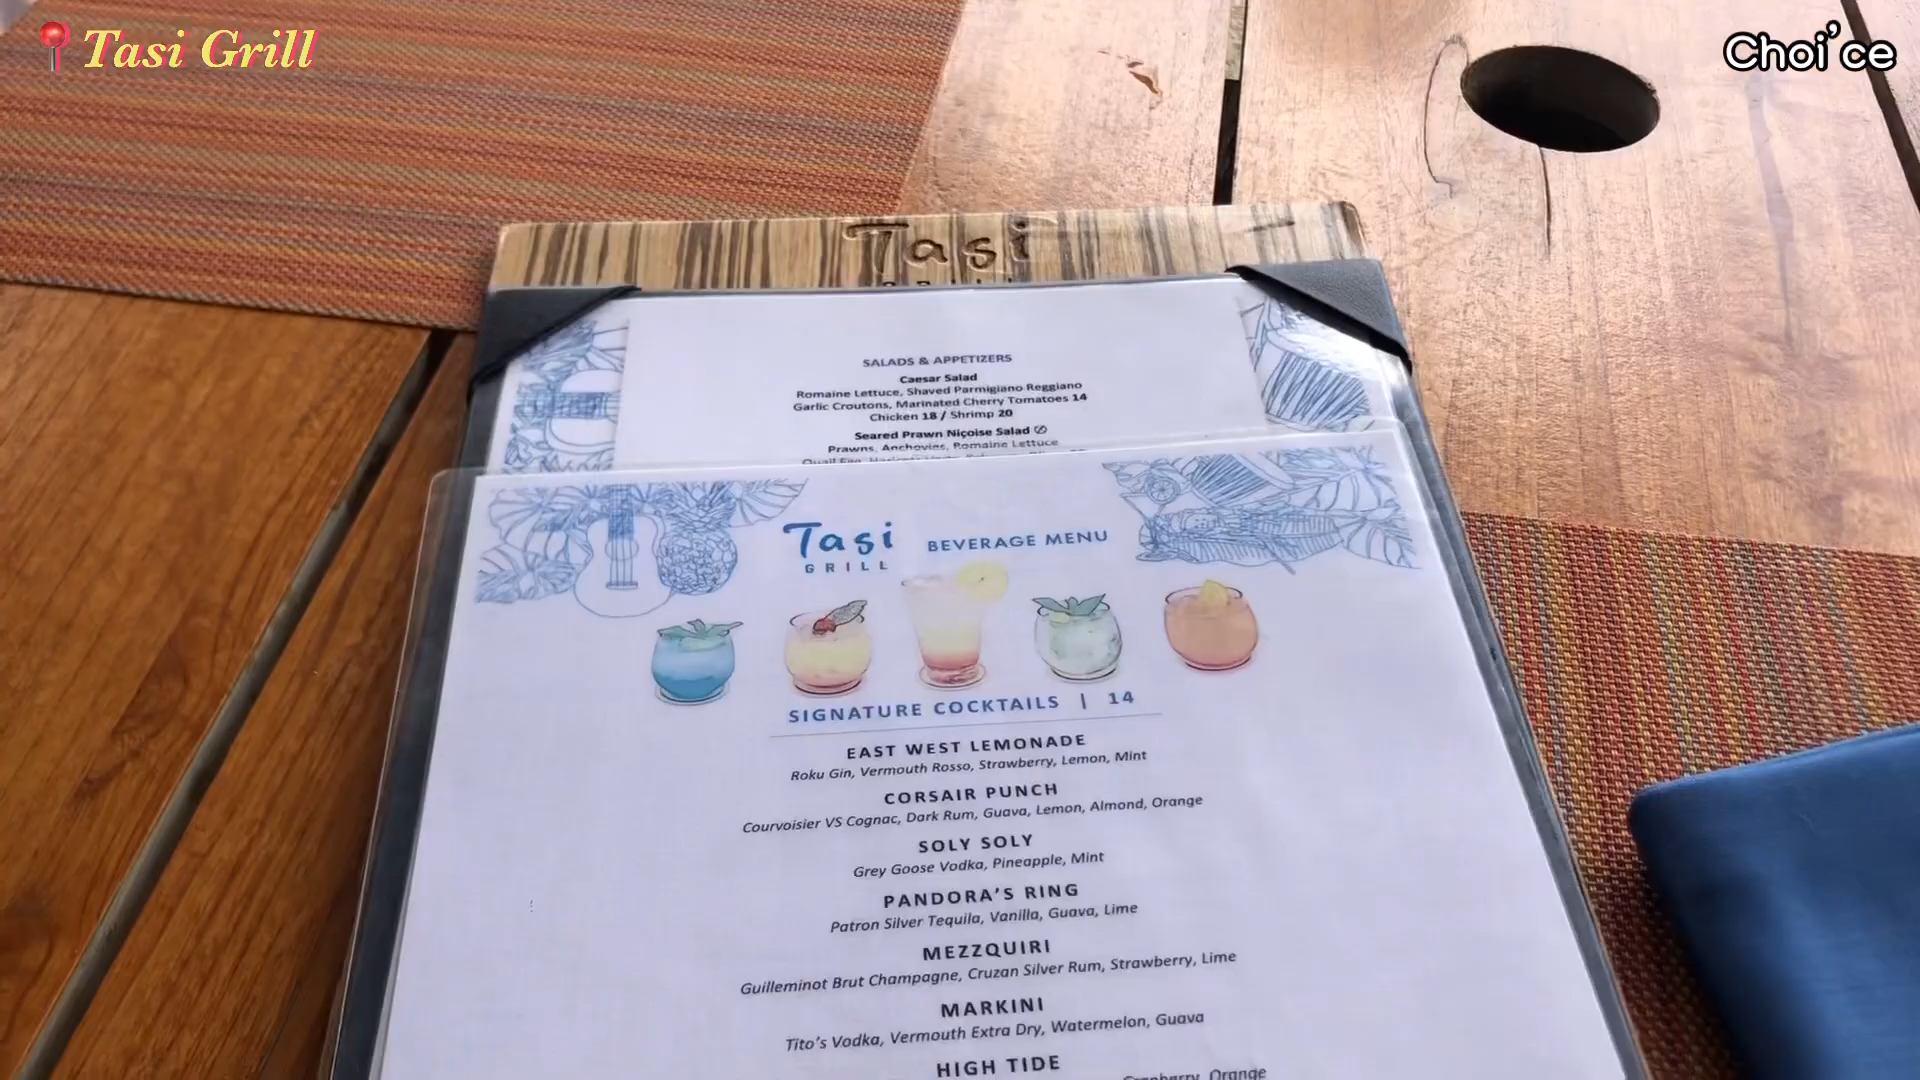 Tasi Grill
Choi'ce
Tasi
SALADS & APPETIZERS
Caesar Salad
Romaine Lettuce, Shaved Parmigiano Reggiano
Garlic Croutons, Marinated Cherry Tomatoes 14
Chicken 18 / Shrimp 20
Seared Prawn Niçoise Salad
Prawns, Anchovies, Romaine Lettuce
Tasi
GRILL
BEVERAGE MENU
SIGNATURE COCKTAILS | 14
EAST WEST LEMONADE
Roku Gin, Vermouth Rosso, Strawberry, Lemon, Mint
CORSAIR PUNCH
Courvoisier VS Cognac, Dark Rum, Guava, Lemon, Almond, Orange
SOLY SOLY
Grey Goose Vodka, Pineapple, Mint
PANDORA'S RING
Patron Silver Tequila, Vanilla, Guava, Lime
MEZZQUIRI
Guilleminot Brut Champagne, Cruzan Silver Rum, Strawberry, Lime
MARKINI
Tito's Vodka, Vermouth Extra Dry, Watermelon, Guava
HIGH TIDE
Cranberry, Orange